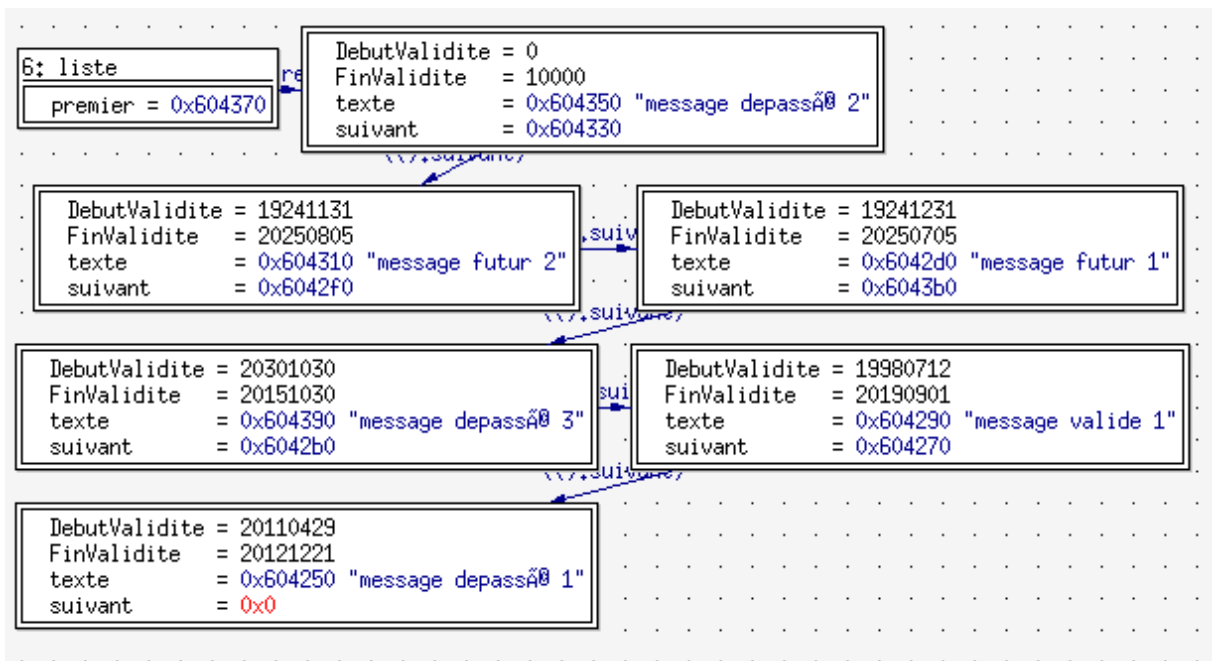 6: liste
premier = 0x604370
re
DebutValidite = 0
FinValidite = 10000
texte = 0x604350 "message depassÃ© 2"
suivant = 0x604330
DebutValidite = 19241131
FinValidite = 20250805
texte = 0x604310 "message futur 2"
suivant = 0x6042f0
.suiv
DebutValidite = 19241231
FinValidite = 20250705
texte = 0x6042d0 "message futur 1"
suivant = 0x6043b0
DebutValidite = 20301030
FinValidite = 20151030
texte = 0x604390 "message depassÃ© 3"
suivant = 0x6042b0
sui
DebutValidite = 19980712
FinValidite = 20190901
texte = 0x604290 "message valide 1"
suivant = 0x604270
DebutValidite = 20110429
FinValidite = 20121221
texte = 0x604250 "message depassÃ© 1"
suivant = 0x0